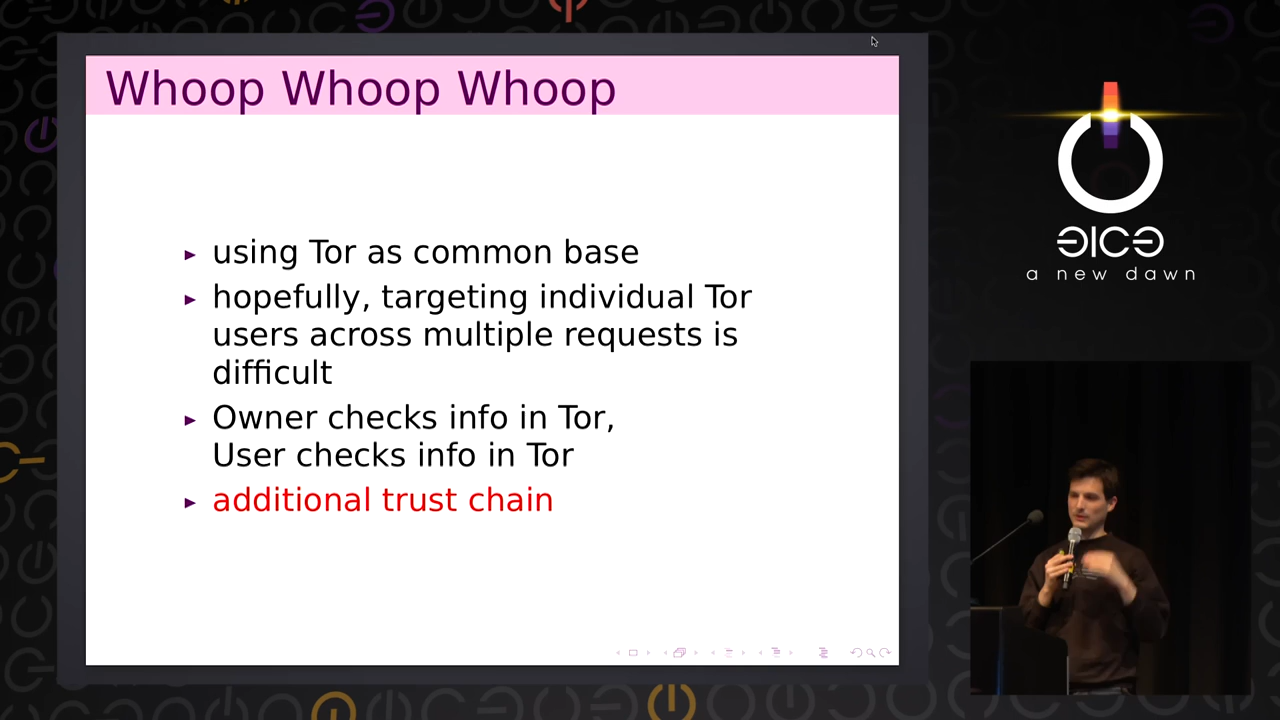 Whoop Whoop Whoop
using Tor as common base
hopefully, targeting individual Tor
users across multiple requests is
difficult
Owner checks info in Tor,
User checks info in Tor
additional trust chain
a new dawn